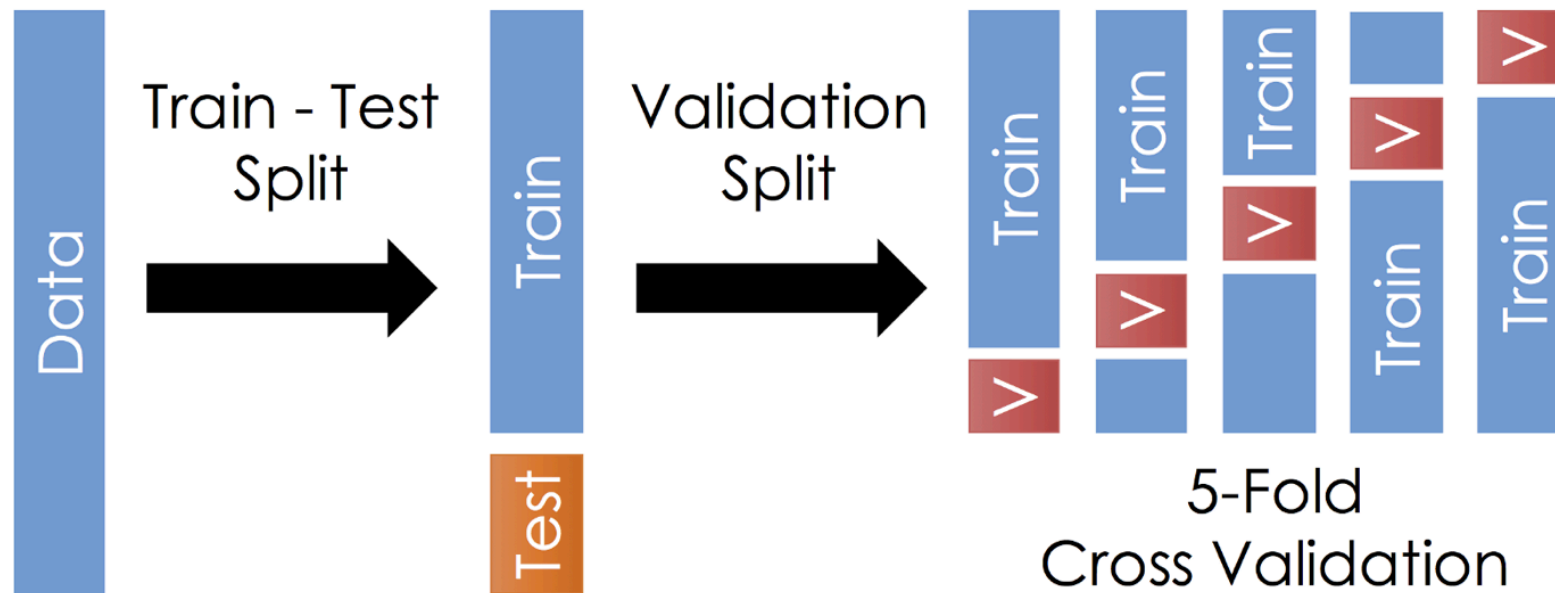 Data
Train - Test
Split
Train
Test
Validation
Split
Train
V
Train
V
Train
V
V
Train
V
Train
5-Fold
Cross Validation